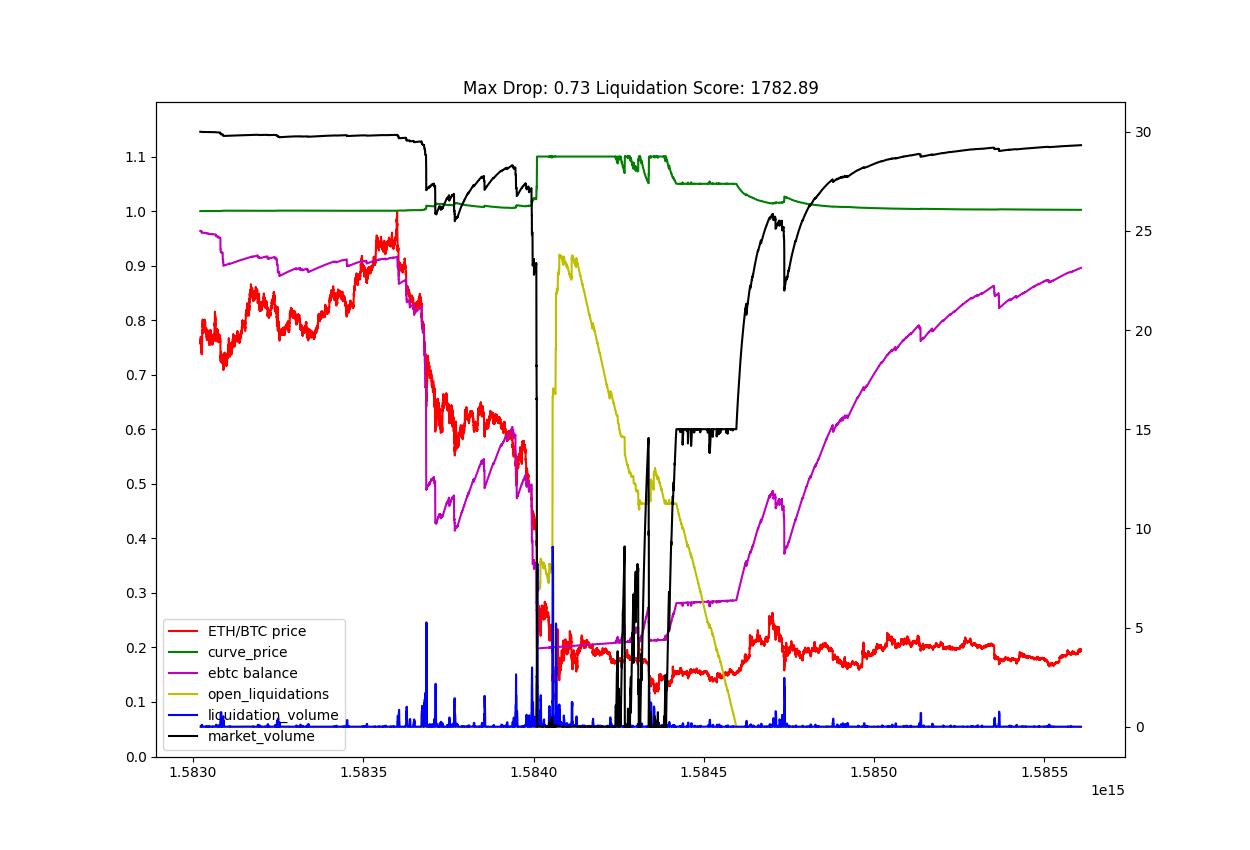 Max Drop: 0.73 Liquidation Score: 1782.89
1.1
1.0
0.9
0.8
0.7
0.6
0.5
0.4
0.3
0.2
0.1
0.0
30
25
20
15
10
5
0
ETH/BTC price
curve_price
ebtc balance
open_liquidations
liquidation_volume
market_volume
1.5830 1.5835 1.5840 1.5845 1.5850 1.5855
1e15